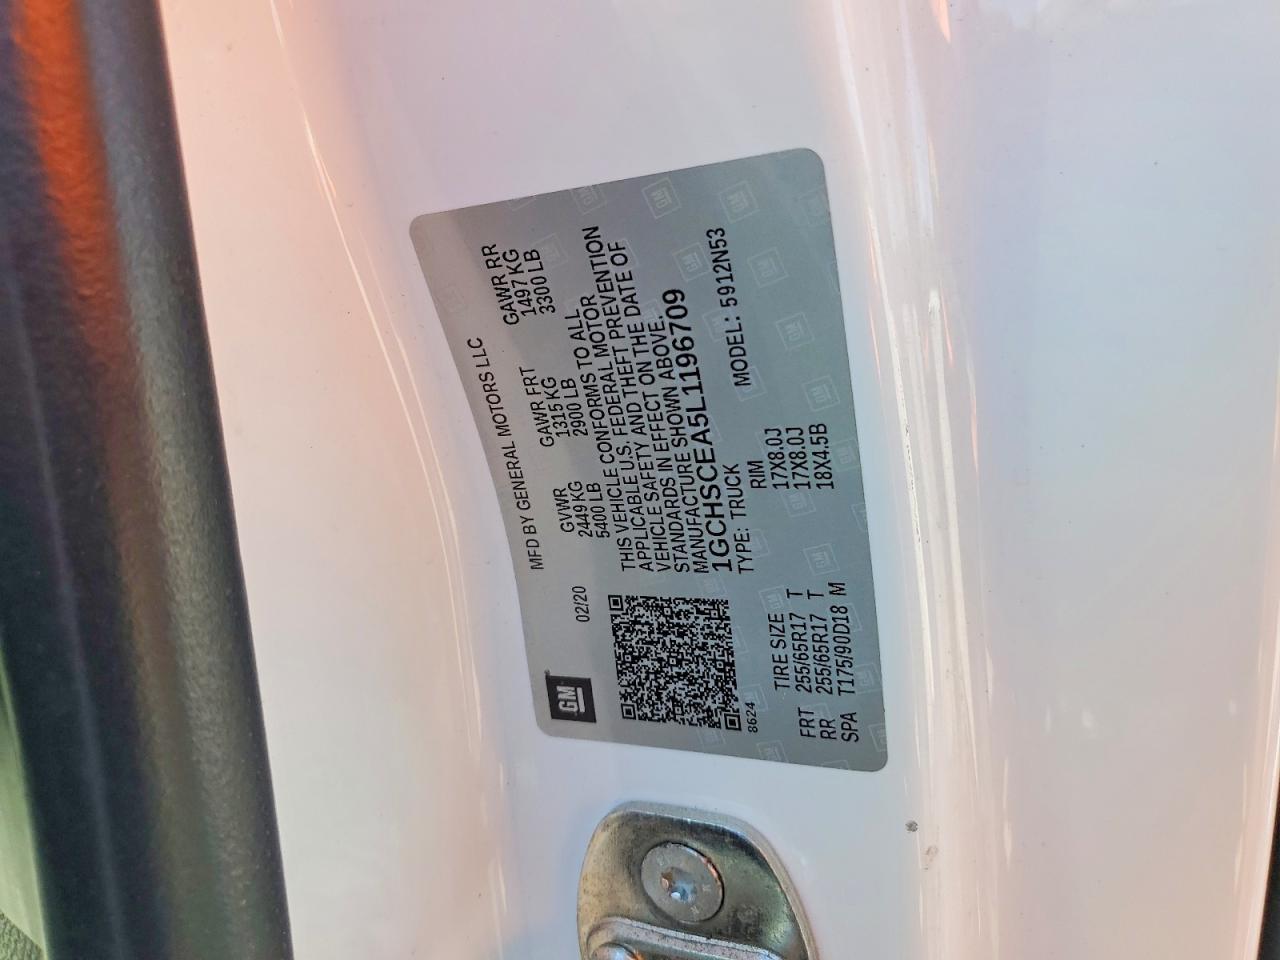 GM
02/20
MFD BY GENERAL MOTORS LLC
GVWR GAWR FRT GAWR RR
2449 KG 1315 KG 1497 KG
5400 LB 2900 LB 3300 LB
THIS VEHICLE CONFORMS TO ALL
APPLICABLE U.S. FEDERAL MOTOR
VEHICLE SAFETY AND THEFT PREVENTION
STANDARDS IN EFFECT ON THE DATE OF
MANUFACTURE SHOWN ABOVE.
1GCHSCEA5L1196709
TYPE: TRUCK MODEL: 5912N53
8624
TIRE SIZE RIM
FRT 255/65R17 T 17X8.0J
RR 255/65R17 T 17X8.0J
SPA T175/90D18 M 18X4.5B